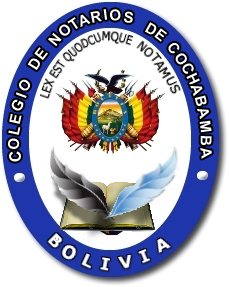 COLEGIO DE NOTARIOS DE COCHABAMBA
LEX EST QUODCUMQUE NOTAMUS
BOLIVIA